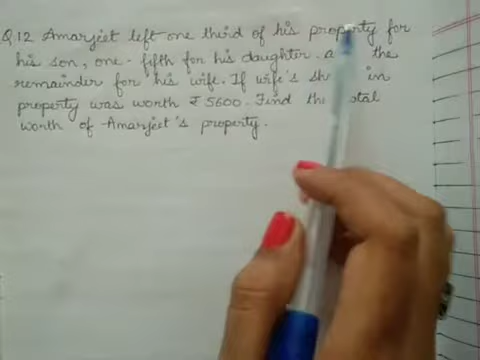 Q.12 Amarjeet left one third of his property for
his son, one-fifth for his daughter. the
remainder for his wife. If wife's in
property was worth ₹ 5600. Find
worth of Amarjeet's property.